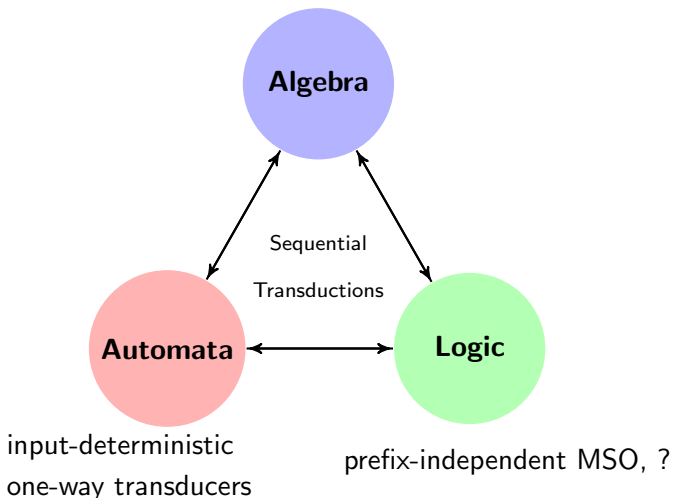 Algebra
Sequential
Transductions
Automata
Logic
input-deterministic
one-way transducers
prefix-independent MSO, ?